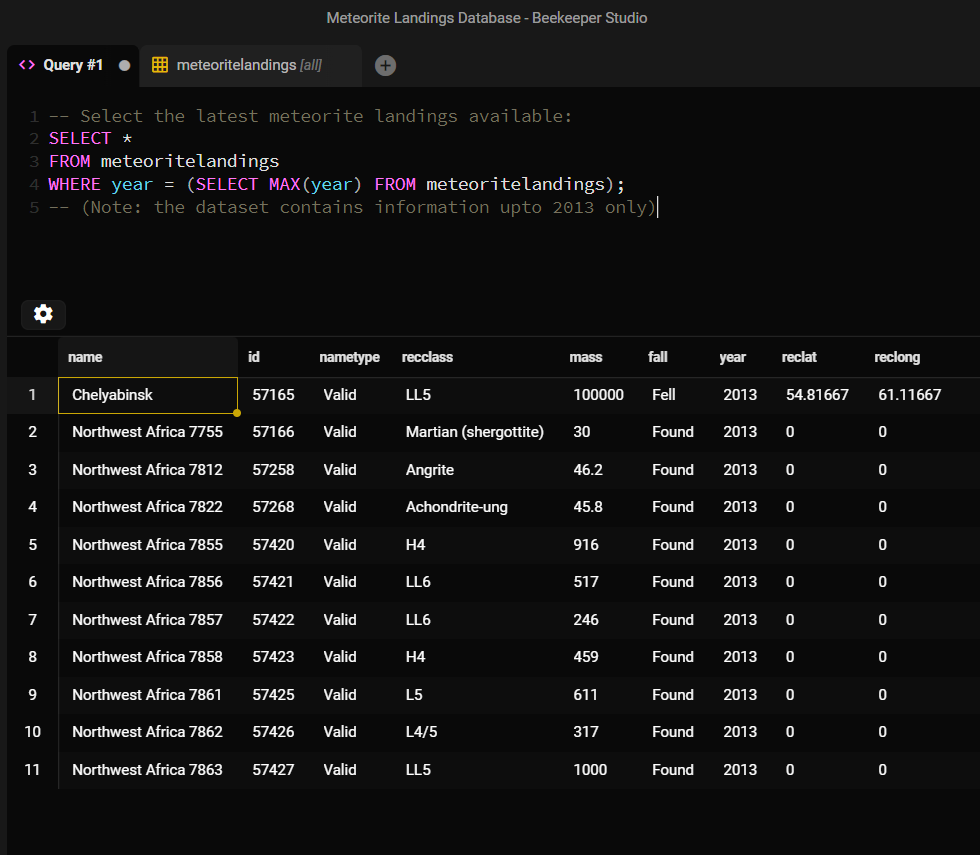 Meteorite Landings Database - Beekeeper Studio
<> Query #1 meteoritelandings [all]
1 -- Select the latest meteorite landings available:
2 SELECT *
3 FROM meteoritelandings
4 WHERE year = (SELECT MAX(year) FROM meteoritelandings);
5 -- (Note: the dataset contains information upto 2013 only)
name id nametype recclass mass fall year reclat reclong
1 Chelyabinsk 57165 Valid LL5 100000 Fell 2013 54.81667 61.11667
2 Northwest Africa 7755 57166 Valid Martian (shergottite) 30 Found 2013 0 0
3 Northwest Africa 7812 57258 Valid Angrite 46.2 Found 2013 0 0
4 Northwest Africa 7822 57268 Valid Achondrite-ung 45.8 Found 2013 0 0
5 Northwest Africa 7855 57420 Valid H4 916 Found 2013 0 0
6 Northwest Africa 7856 57421 Valid LL6 517 Found 2013 0 0
7 Northwest Africa 7857 57422 Valid LL6 246 Found 2013 0 0
8 Northwest Africa 7858 57423 Valid H4 459 Found 2013 0 0
9 Northwest Africa 7861 57425 Valid L5 611 Found 2013 0 0
10 Northwest Africa 7862 57426 Valid L4/5 317 Found 2013 0 0
11 Northwest Africa 7863 57427 Valid LL5 1000 Found 2013 0 0